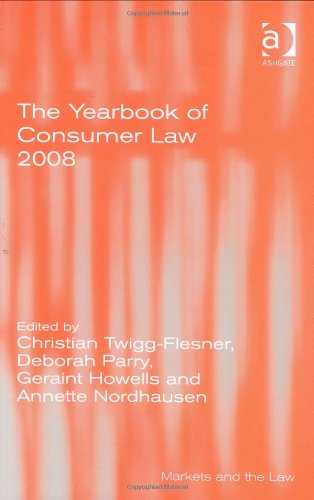 a
ASHGATE
The Yearbook of
Consumer Law
2008
Edited by
Christian Twigg-Flesner,
Deborah Parry,
Geraint Howells and
Annette Nordhausen
Markets and the Law